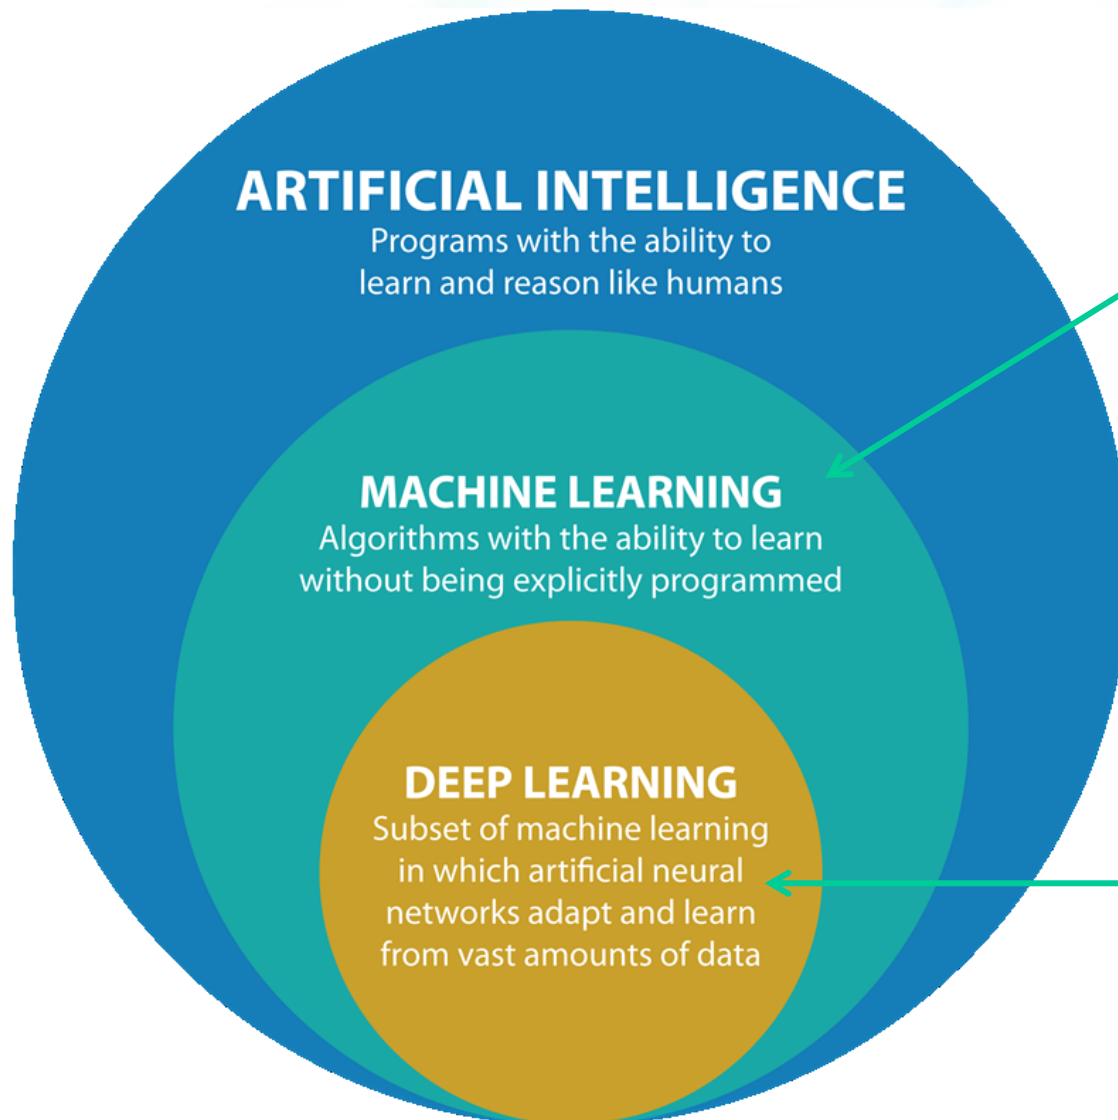 ARTIFICIAL INTELLIGENCE
Programs with the ability to
learn and reason like humans
MACHINE LEARNING
Algorithms with the ability to learn
without being explicitly programmed
DEEP LEARNING
Subset of machine learning
in which artificial neural
networks adapt and learn
from vast amounts of data